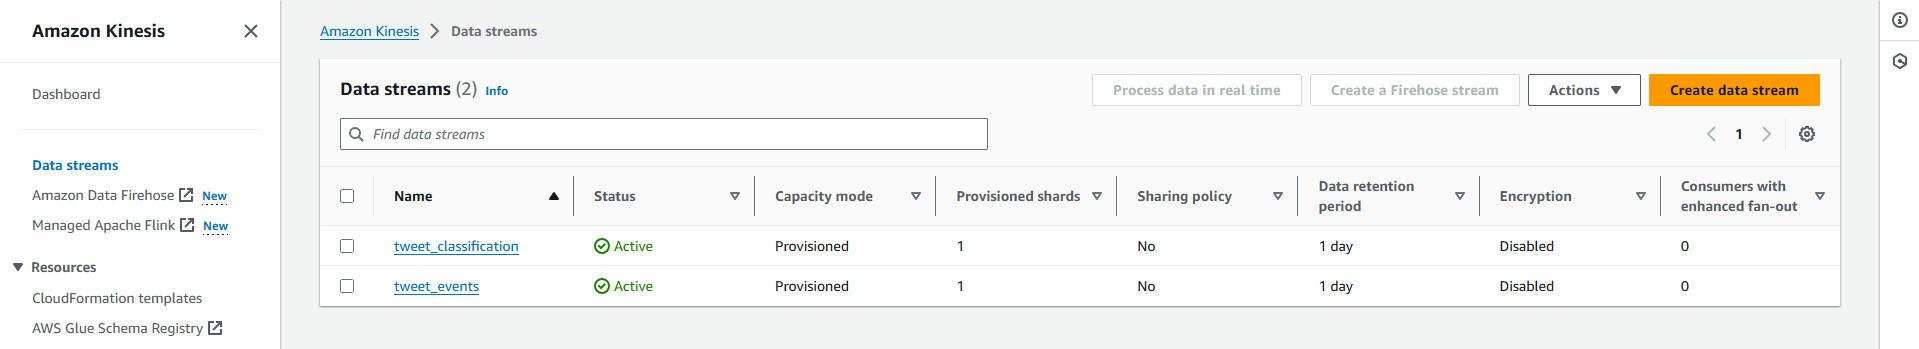 Amazon Kinesis
Dashboard
Data streams
Amazon Data Firehose New
Managed Apache Flink New
Resources
CloudFormation templates
AWS Glue Schema Registry
Amazon Kinesis > Data streams
Data streams (2) Info
Process data in real time Create a Firehose stream Actions Create data stream
Find data streams
1
Name Status Capacity mode Provisioned shards Sharing policy Data retention period Encryption Consumers with enhanced fan-out
tweet_classification Active Provisioned 1 No 1 day Disabled 0
tweet_events Active Provisioned 1 No 1 day Disabled 0